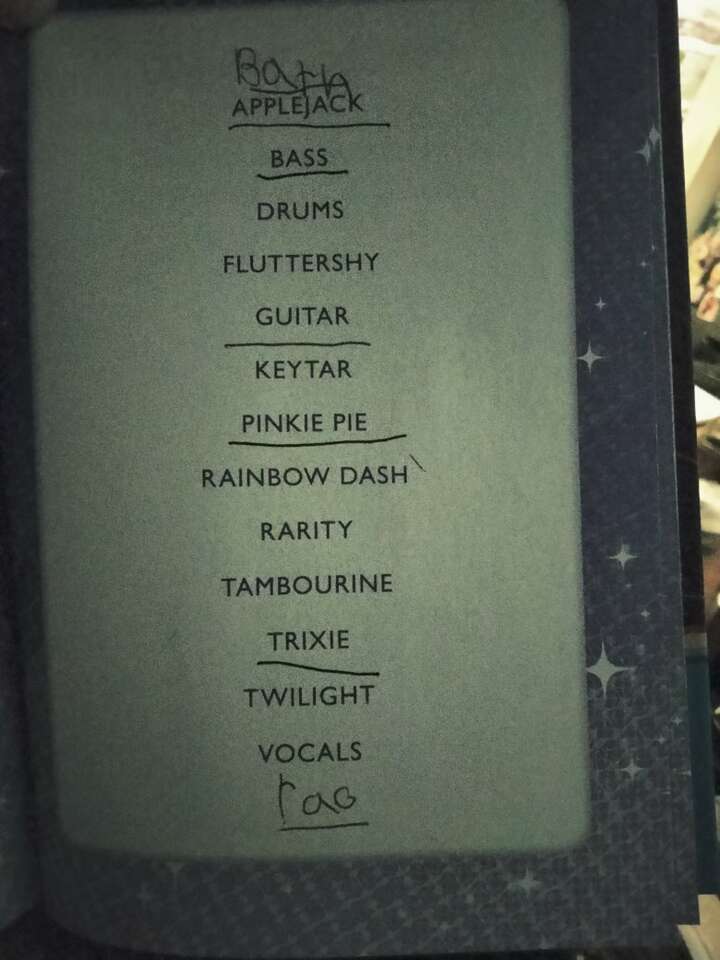 APPLEJACK
BASS
DRUMS
FLUTTERSHY
GUITAR
KEYTAR
PINKIE PIE
RAINBOW DASH
RARITY
TAMBOURINE
TRIXIE
TWILIGHT
VOCALS